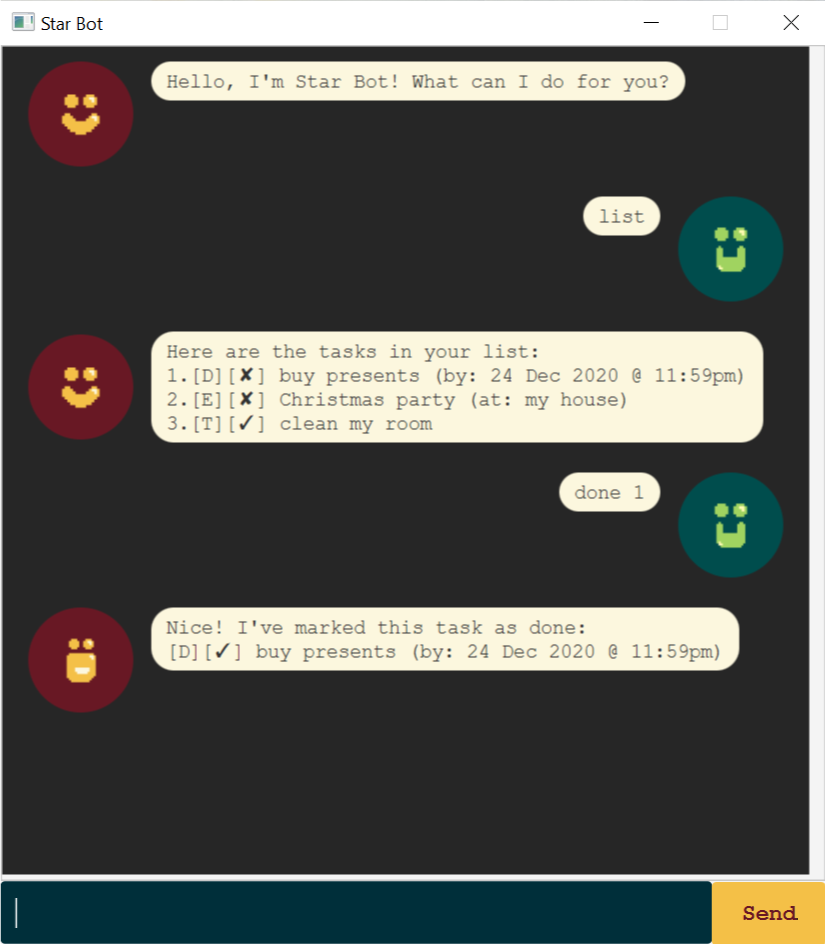 Star Bot
Hello, I'm Star Bot! What can I do for you?
list
Here are the tasks in your list:
1.[D][✘] buy presents (by: 24 Dec 2020 @ 11:59pm)
2.[E][✘] Christmas party (at: my house)
3.[T][✓] clean my room
done 1
Nice! I've marked this task as done:
[D][✓] buy presents (by: 24 Dec 2020 @ 11:59pm)
Send